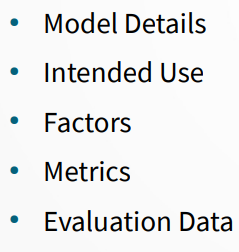 • Model Details
• Intended Use
• Factors
• Metrics
• Evaluation Data